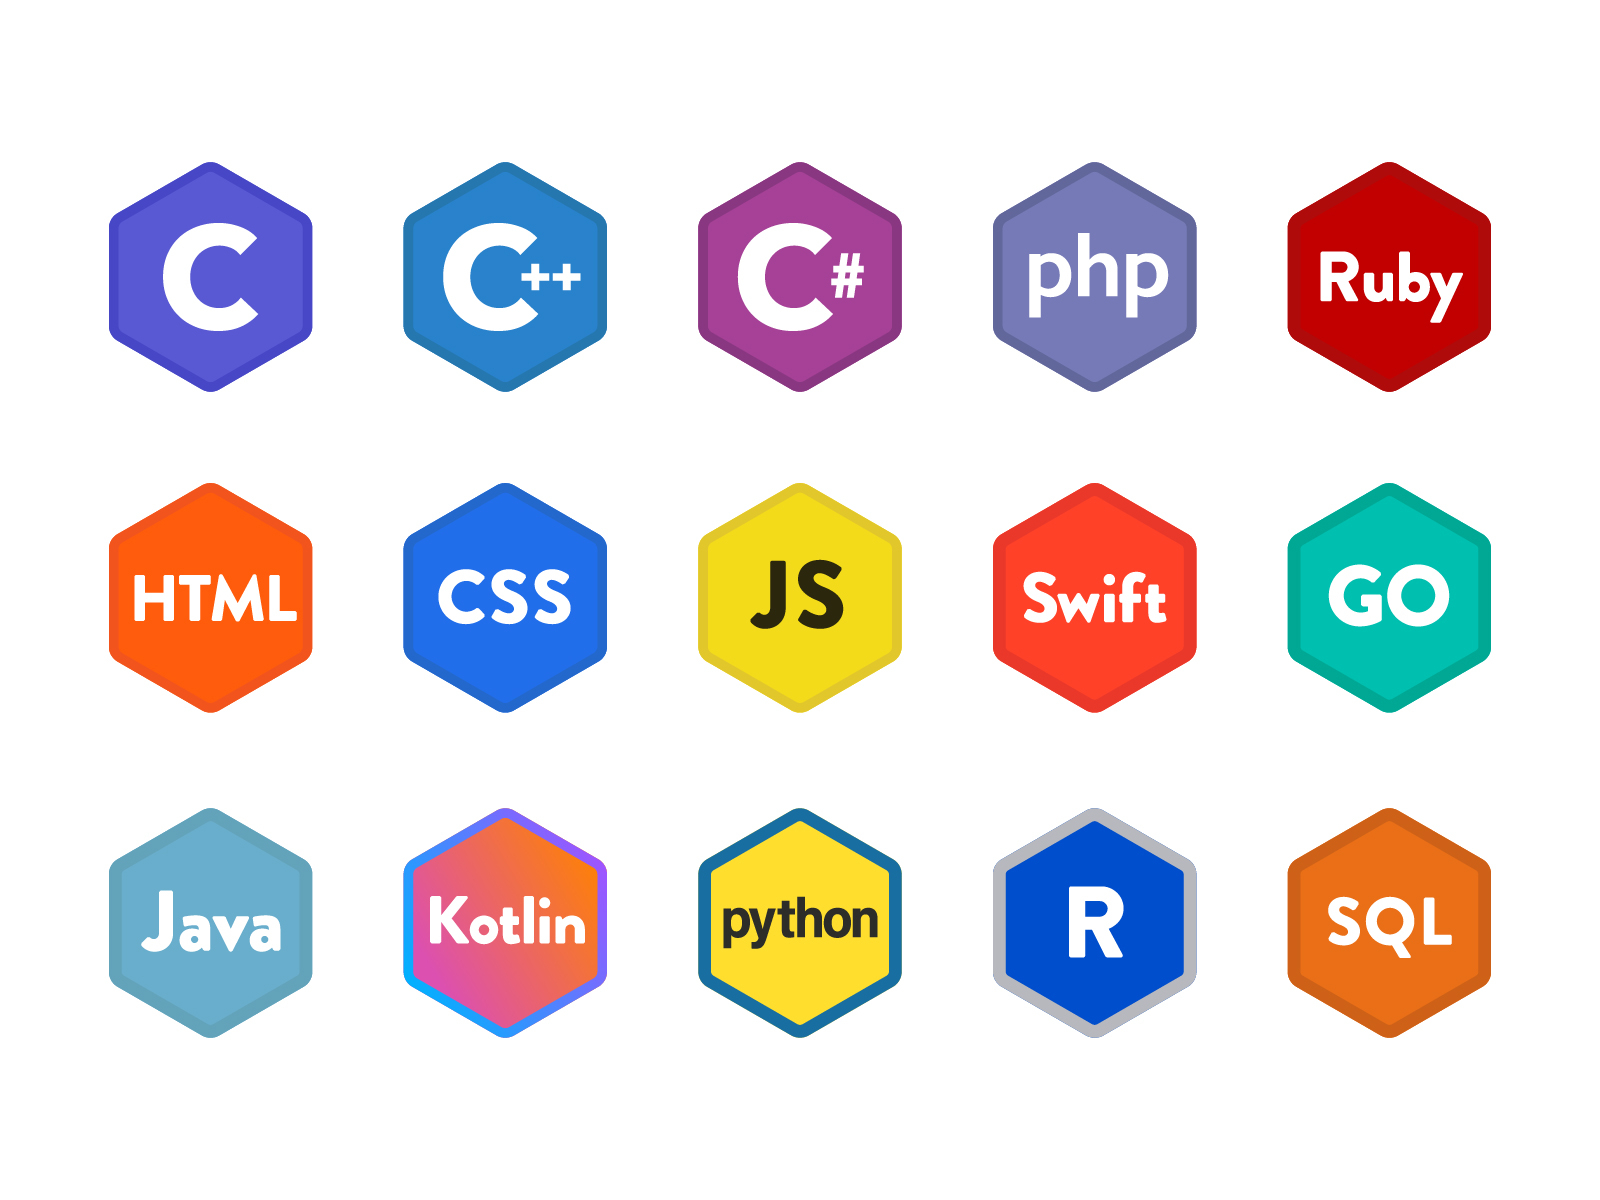 C
C++
C#
php
Ruby
HTML
CSS
JS
Swift
GO
Java
Kotlin
python
R
SQL